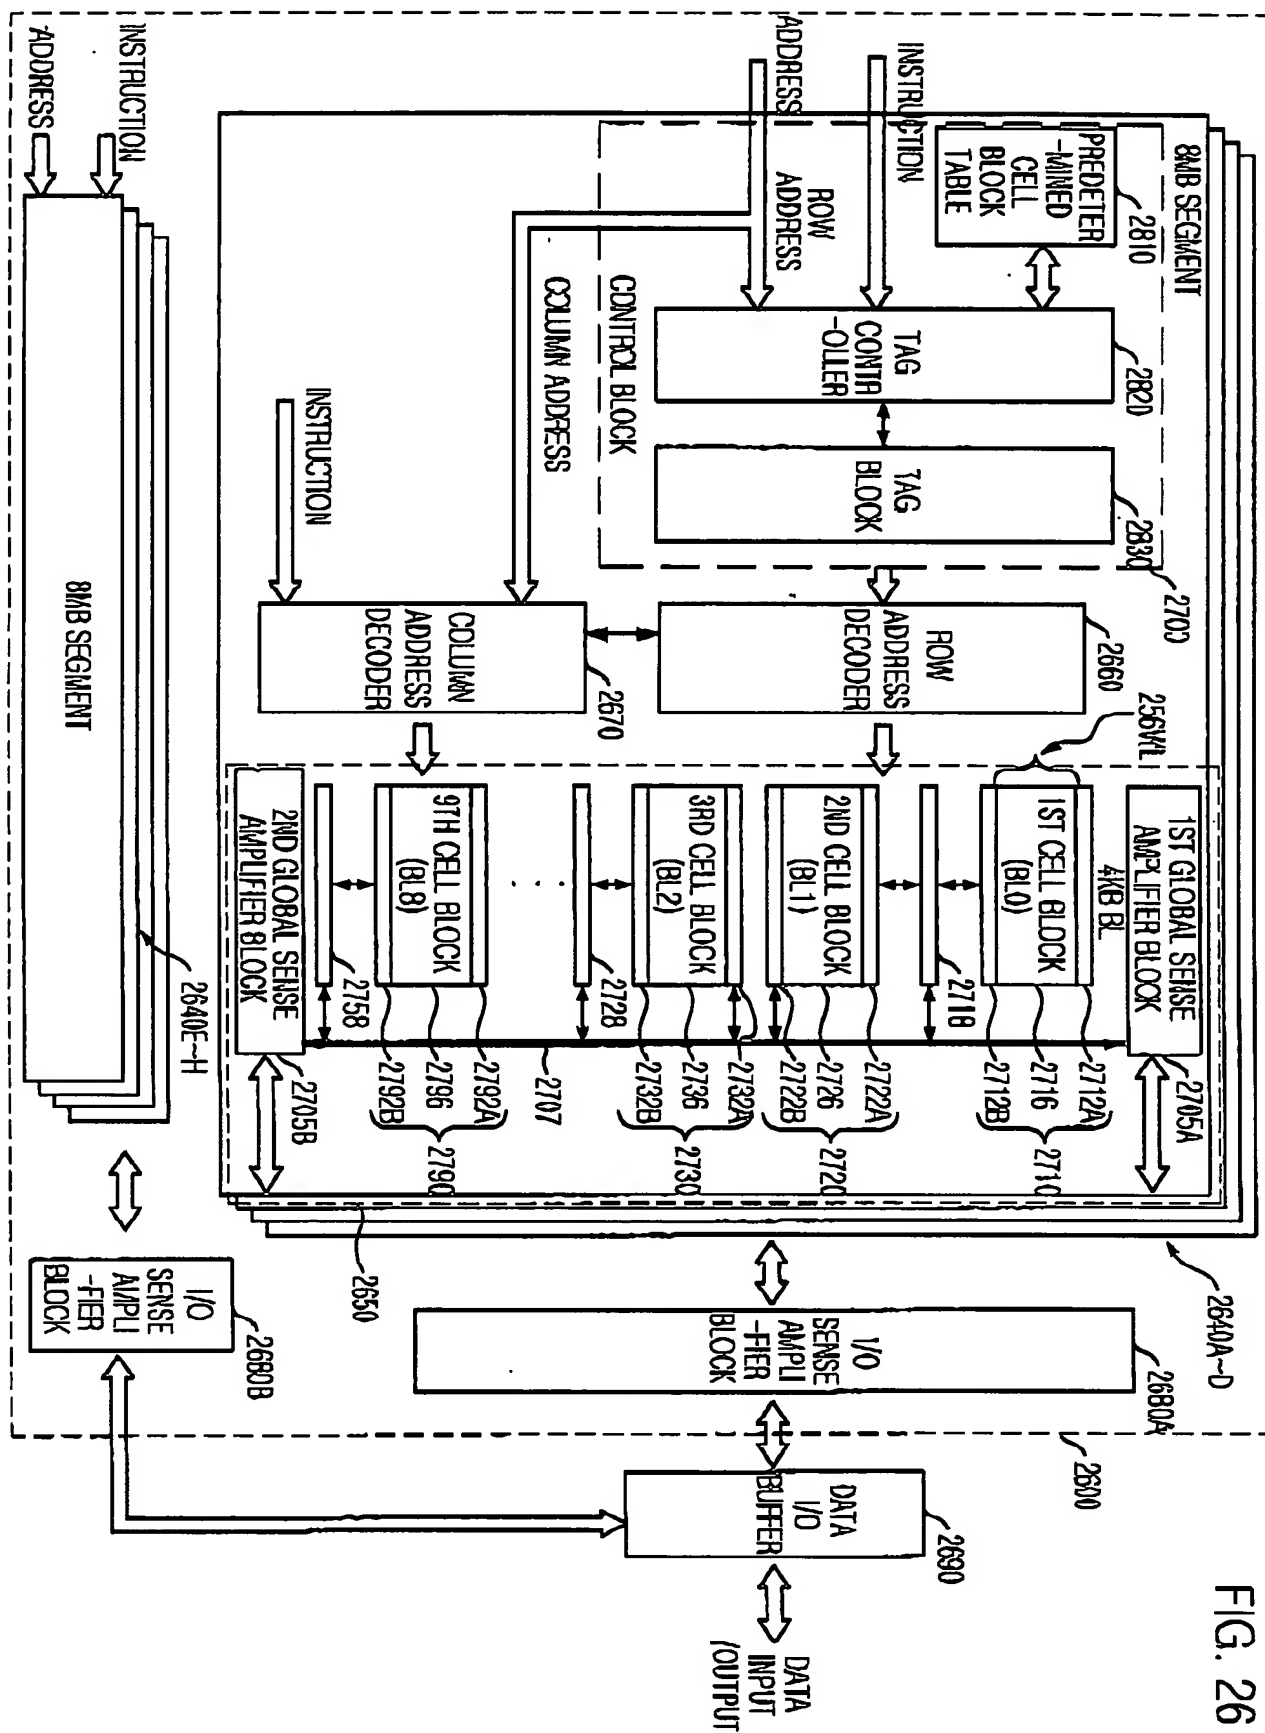 FIG. 26
2600
2640A~D
8MB SEGMENT
2700
2810
PREDETER
-MINED
CELL
BLOCK
TABLE
INSTRUCTION
ADDRESS
ROW
ADDRESS
2820
TAG
CONTR
-OLLER
2830
TAG
BLOCK
CONTROL BLOCK
COLUMN ADDRESS
INSTRUCTION
2660
ROW
ADDRESS
DECODER
2670
COLUMN
ADDRESS
DECODER
256WL
1ST GLOBAL SENSE
AMPLIFIER BLOCK
2705A
4KB BL
1ST CELL BLOCK
(BL0)
2712A
2716
2712B
2710
2718
2ND CELL BLOCK
(BL1)
2722A
2726
2722B
2720
3RD CELL BLOCK
(BL2)
2732A
2736
2732B
2730
2728
2707
9TH CELL BLOCK
(BL8)
2792A
2796
2792B
2790
2758
2ND GLOBAL SENSE
AMPLIFIER BLOCK
2705B
2650
I/O
SENSE
AMPLI
-FIER
BLOCK
2680A
DATA
I/O
BUFFER
2690
DATA
INPUT
/OUTPUT
INSTRUCTION
ADDRESS
8MB SEGMENT
2640E~H
I/O
SENSE
AMPLI
-FIER
BLOCK
2680B